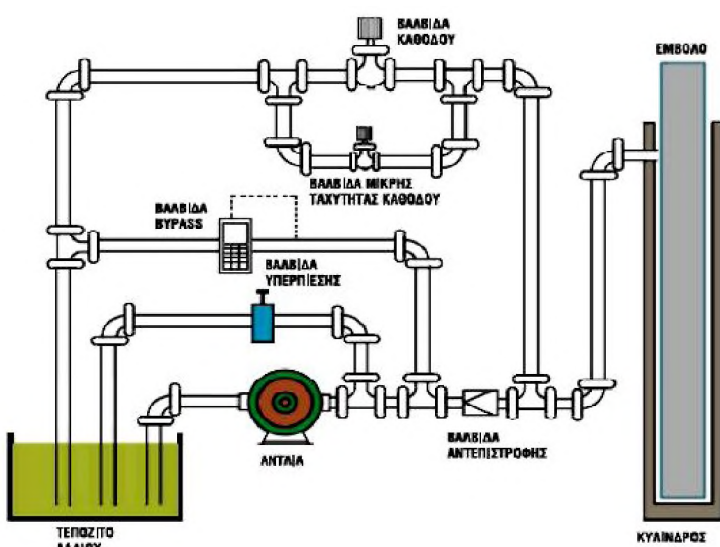 ΒΑΛΒΙΔΑ
ΚΑΘΟΔΟΥ
ΕΜΒΟΛΟ
ΒΑΛΒΙΔΑ ΜΙΚΡΗΣ
ΤΑΧΥΤΗΤΑΣ ΚΑΘΟΔΟΥ
ΒΑΛΒΙΔΑ
BYPASS
ΒΑΛΒΙΔΑ
ΥΠΕΡΠΙΕΣΗΣ
ΒΑΛΒΙΔΑ
ΑΝΤΕΠΙΣΤΡΟΦΗΣ
ΑΝΤΛΙΑ
ΤΕΠΟΖΙΤΟ
ΚΥΛΙΝΔΡΟΣ